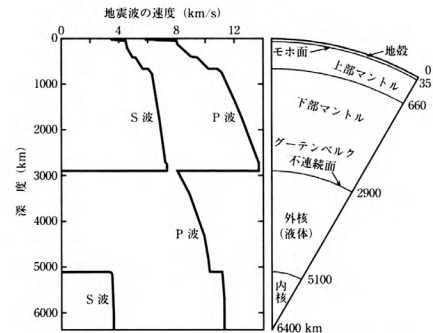 地震波の速度 (km/s)
0 4 8 12
深度 (km)
0
1000
2000
3000
4000
5000
6000
S 波
P 波
P 波
S 波
モホ面
地殻
上部マントル
下部マントル
グーテンベルク
不連続面
外核
(液体)
内核
0
35
660
2900
5100
6400 km